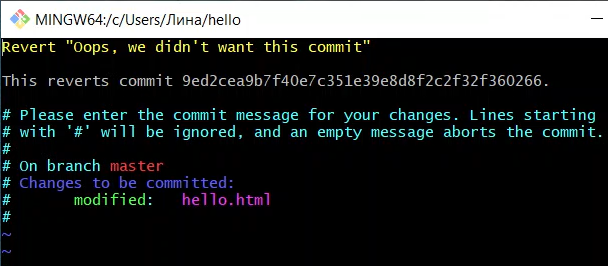 MINGW64:/c/Users/Лина/hello
Revert "Oops, we didn't want this commit"
This reverts commit 9ed2cea9b7f40e7c351e39e8d8f2c2f32f360266.
# Please enter the commit message for your changes. Lines starting
# with '#' will be ignored, and an empty message aborts the commit.
#
# On branch master
# Changes to be committed:
#       modified:   hello.html
#
~
~